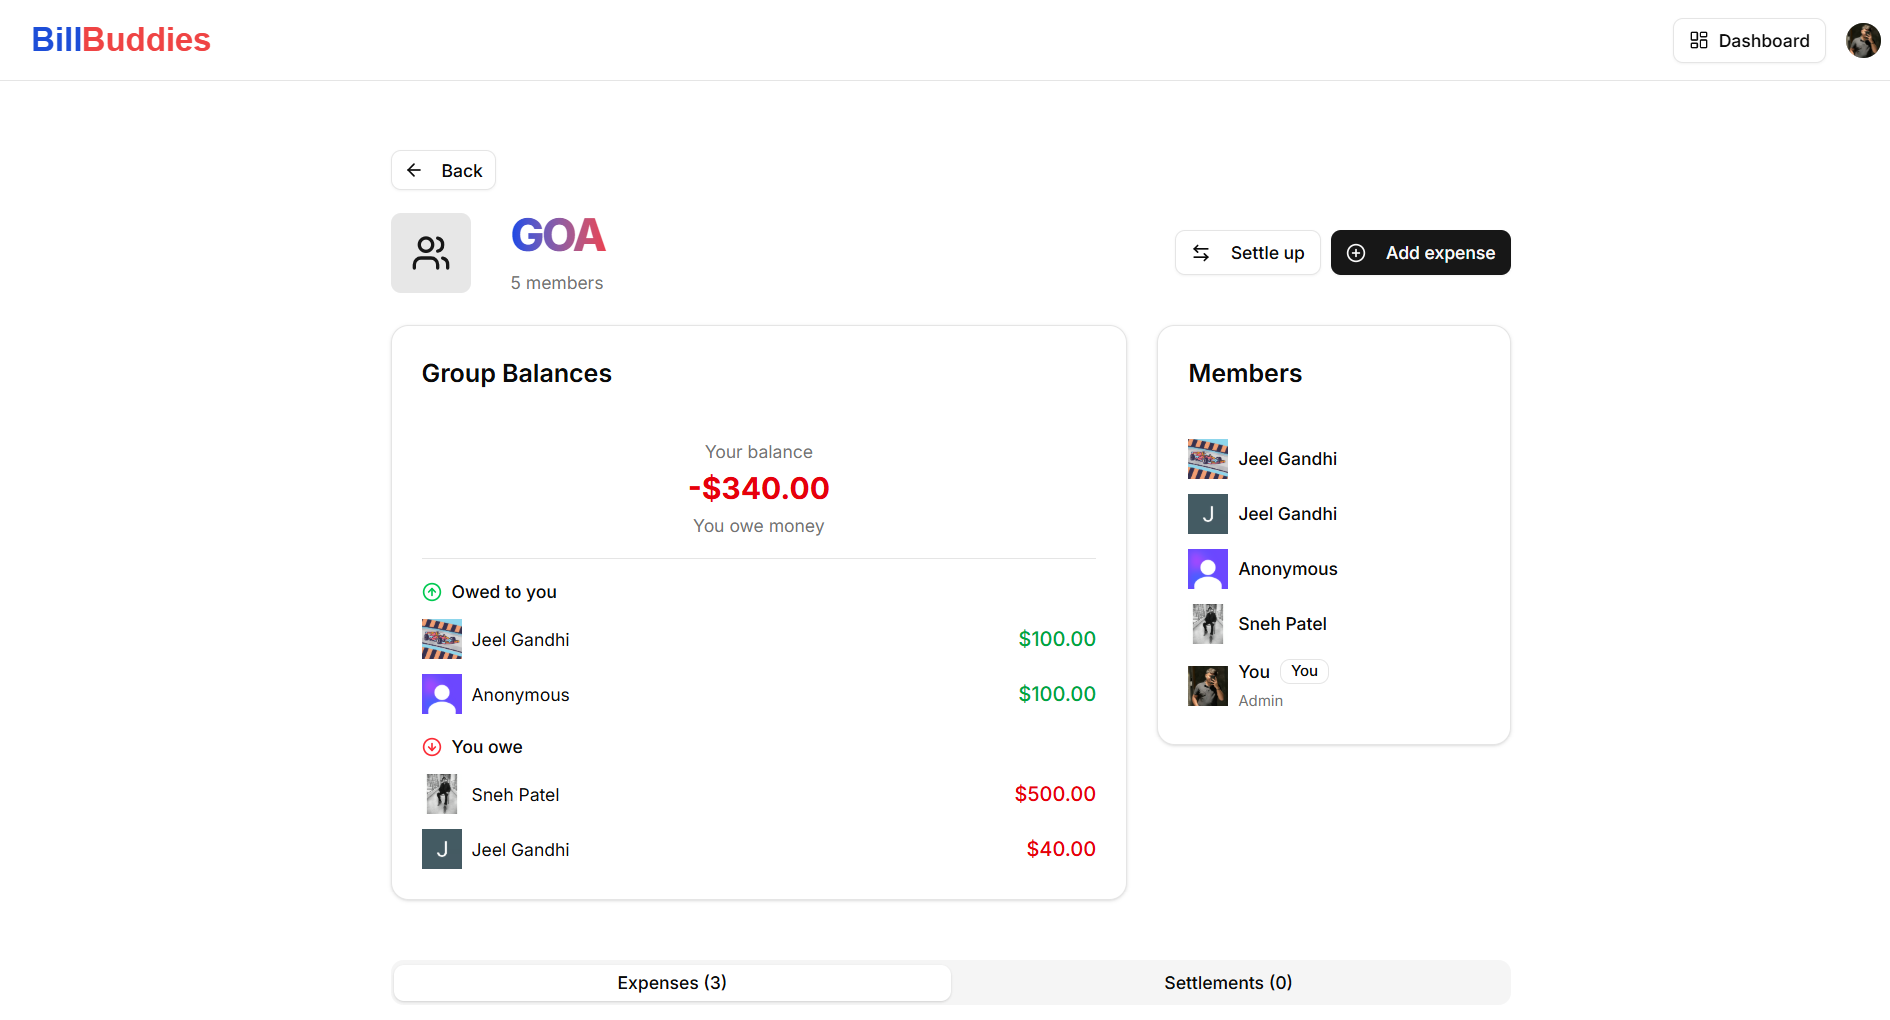 BillBuddies
Dashboard
Back
GOA
5 members
Settle up
Add expense
Group Balances
Your balance
-$340.00
You owe money
Owed to you
Jeel Gandhi $100.00
Anonymous $100.00
You owe
Sneh Patel $500.00
J Jeel Gandhi $40.00
Members
Jeel Gandhi
J Jeel Gandhi
Anonymous
Sneh Patel
You You
Admin
Expenses (3)
Settlements (0)